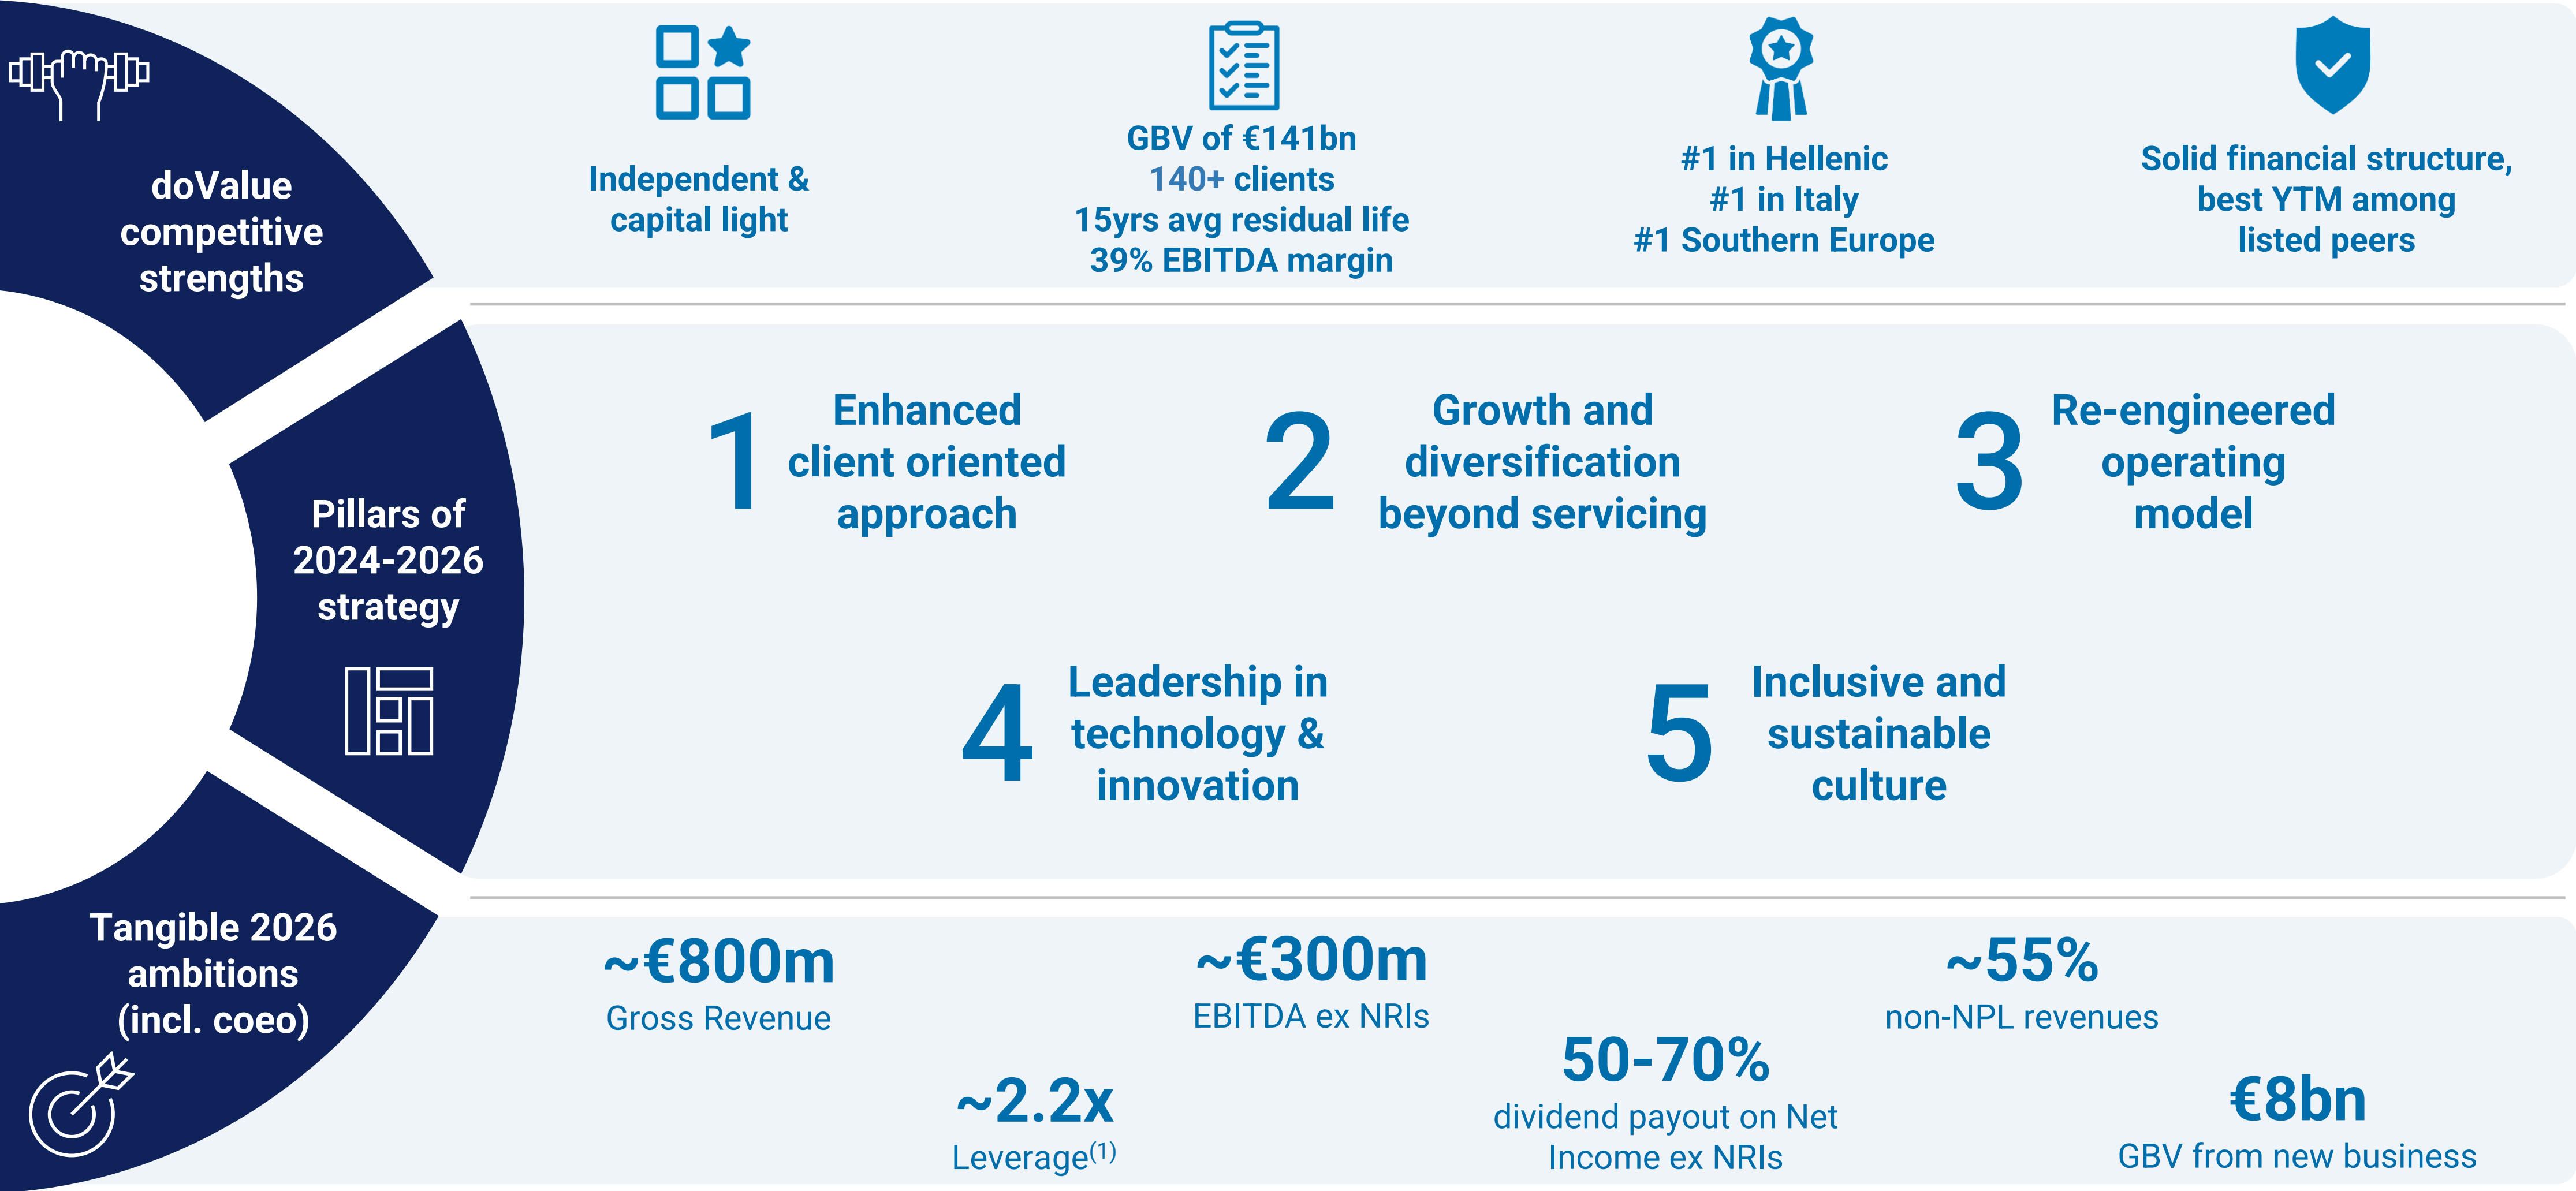 doValue
competitive
strengths
Independent &
capital light
GBV of €141bn
140+ clients
15yrs avg residual life
39% EBITDA margin
#1 in Hellenic
#1 in Italy
#1 Southern Europe
Solid financial structure,
best YTM among
listed peers
Pillars of
2024-2026
strategy
1
Enhanced
client oriented
approach
2
Growth and
diversification
beyond servicing
3
Re-engineered
operating
model
4
Leadership in
technology &
innovation
5
Inclusive and
sustainable
culture
Tangible 2026
ambitions
(incl. coeo)
~€800m
Gross Revenue
~€300m
EBITDA ex NRIs
~55%
non-NPL revenues
~2.2x
Leverage(1)
50-70%
dividend payout on Net
Income ex NRIs
€8bn
GBV from new business